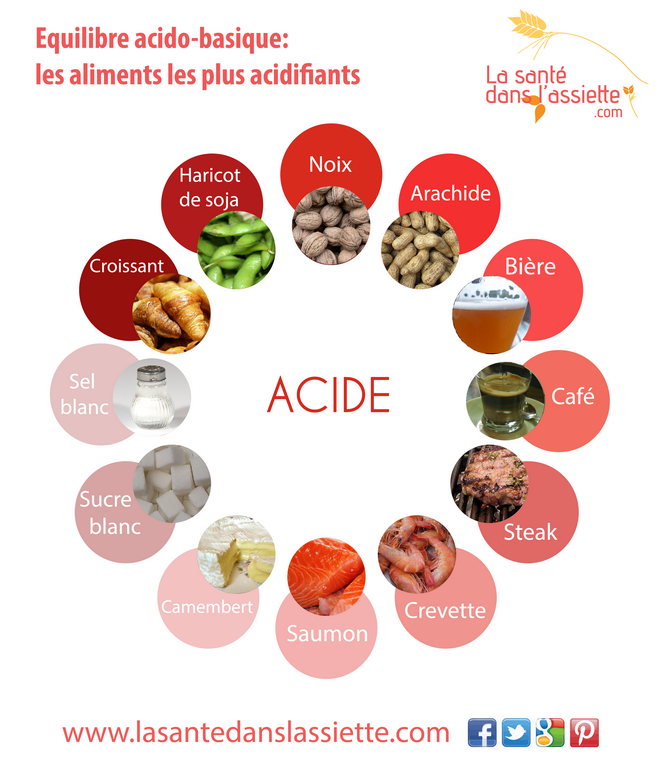 Equilibre acido-basique:
les aliments les plus acidifiants
La santé
dans l'assiette
.com
Noix
Arachide
Bière
Café
Steak
Crevette
Saumon
Camembert
Sucre
blanc
Sel
blanc
Croissant
Haricot
de soja
ACIDE
www.lasantedanslassiette.com